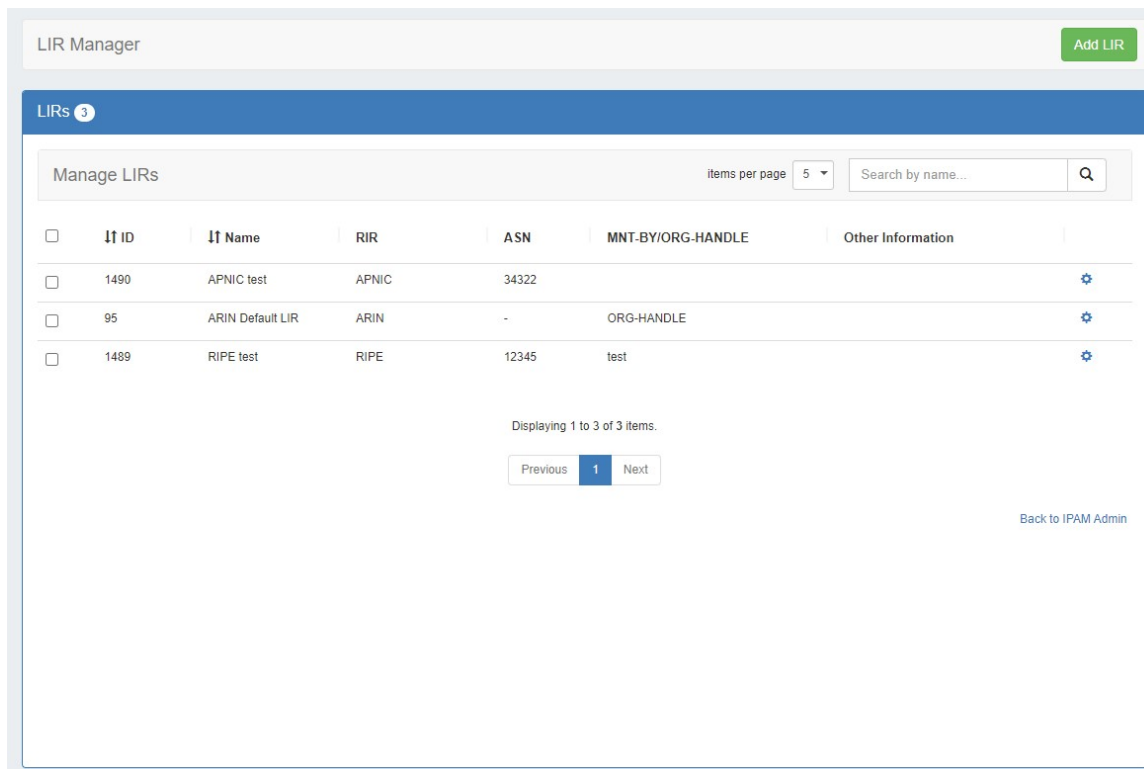 LIR Manager Add LIR
LIRs 3
Manage LIRs items per page 5 Search by name...
ID Name RIR ASN MNT-BY/ORG-HANDLE Other Information
1490 APNIC test APNIC 34322
95 ARIN Default LIR ARIN - ORG-HANDLE
1489 RIPE test RIPE 12345 test
Displaying 1 to 3 of 3 items.
Previous 1 Next
Back to IPAM Admin